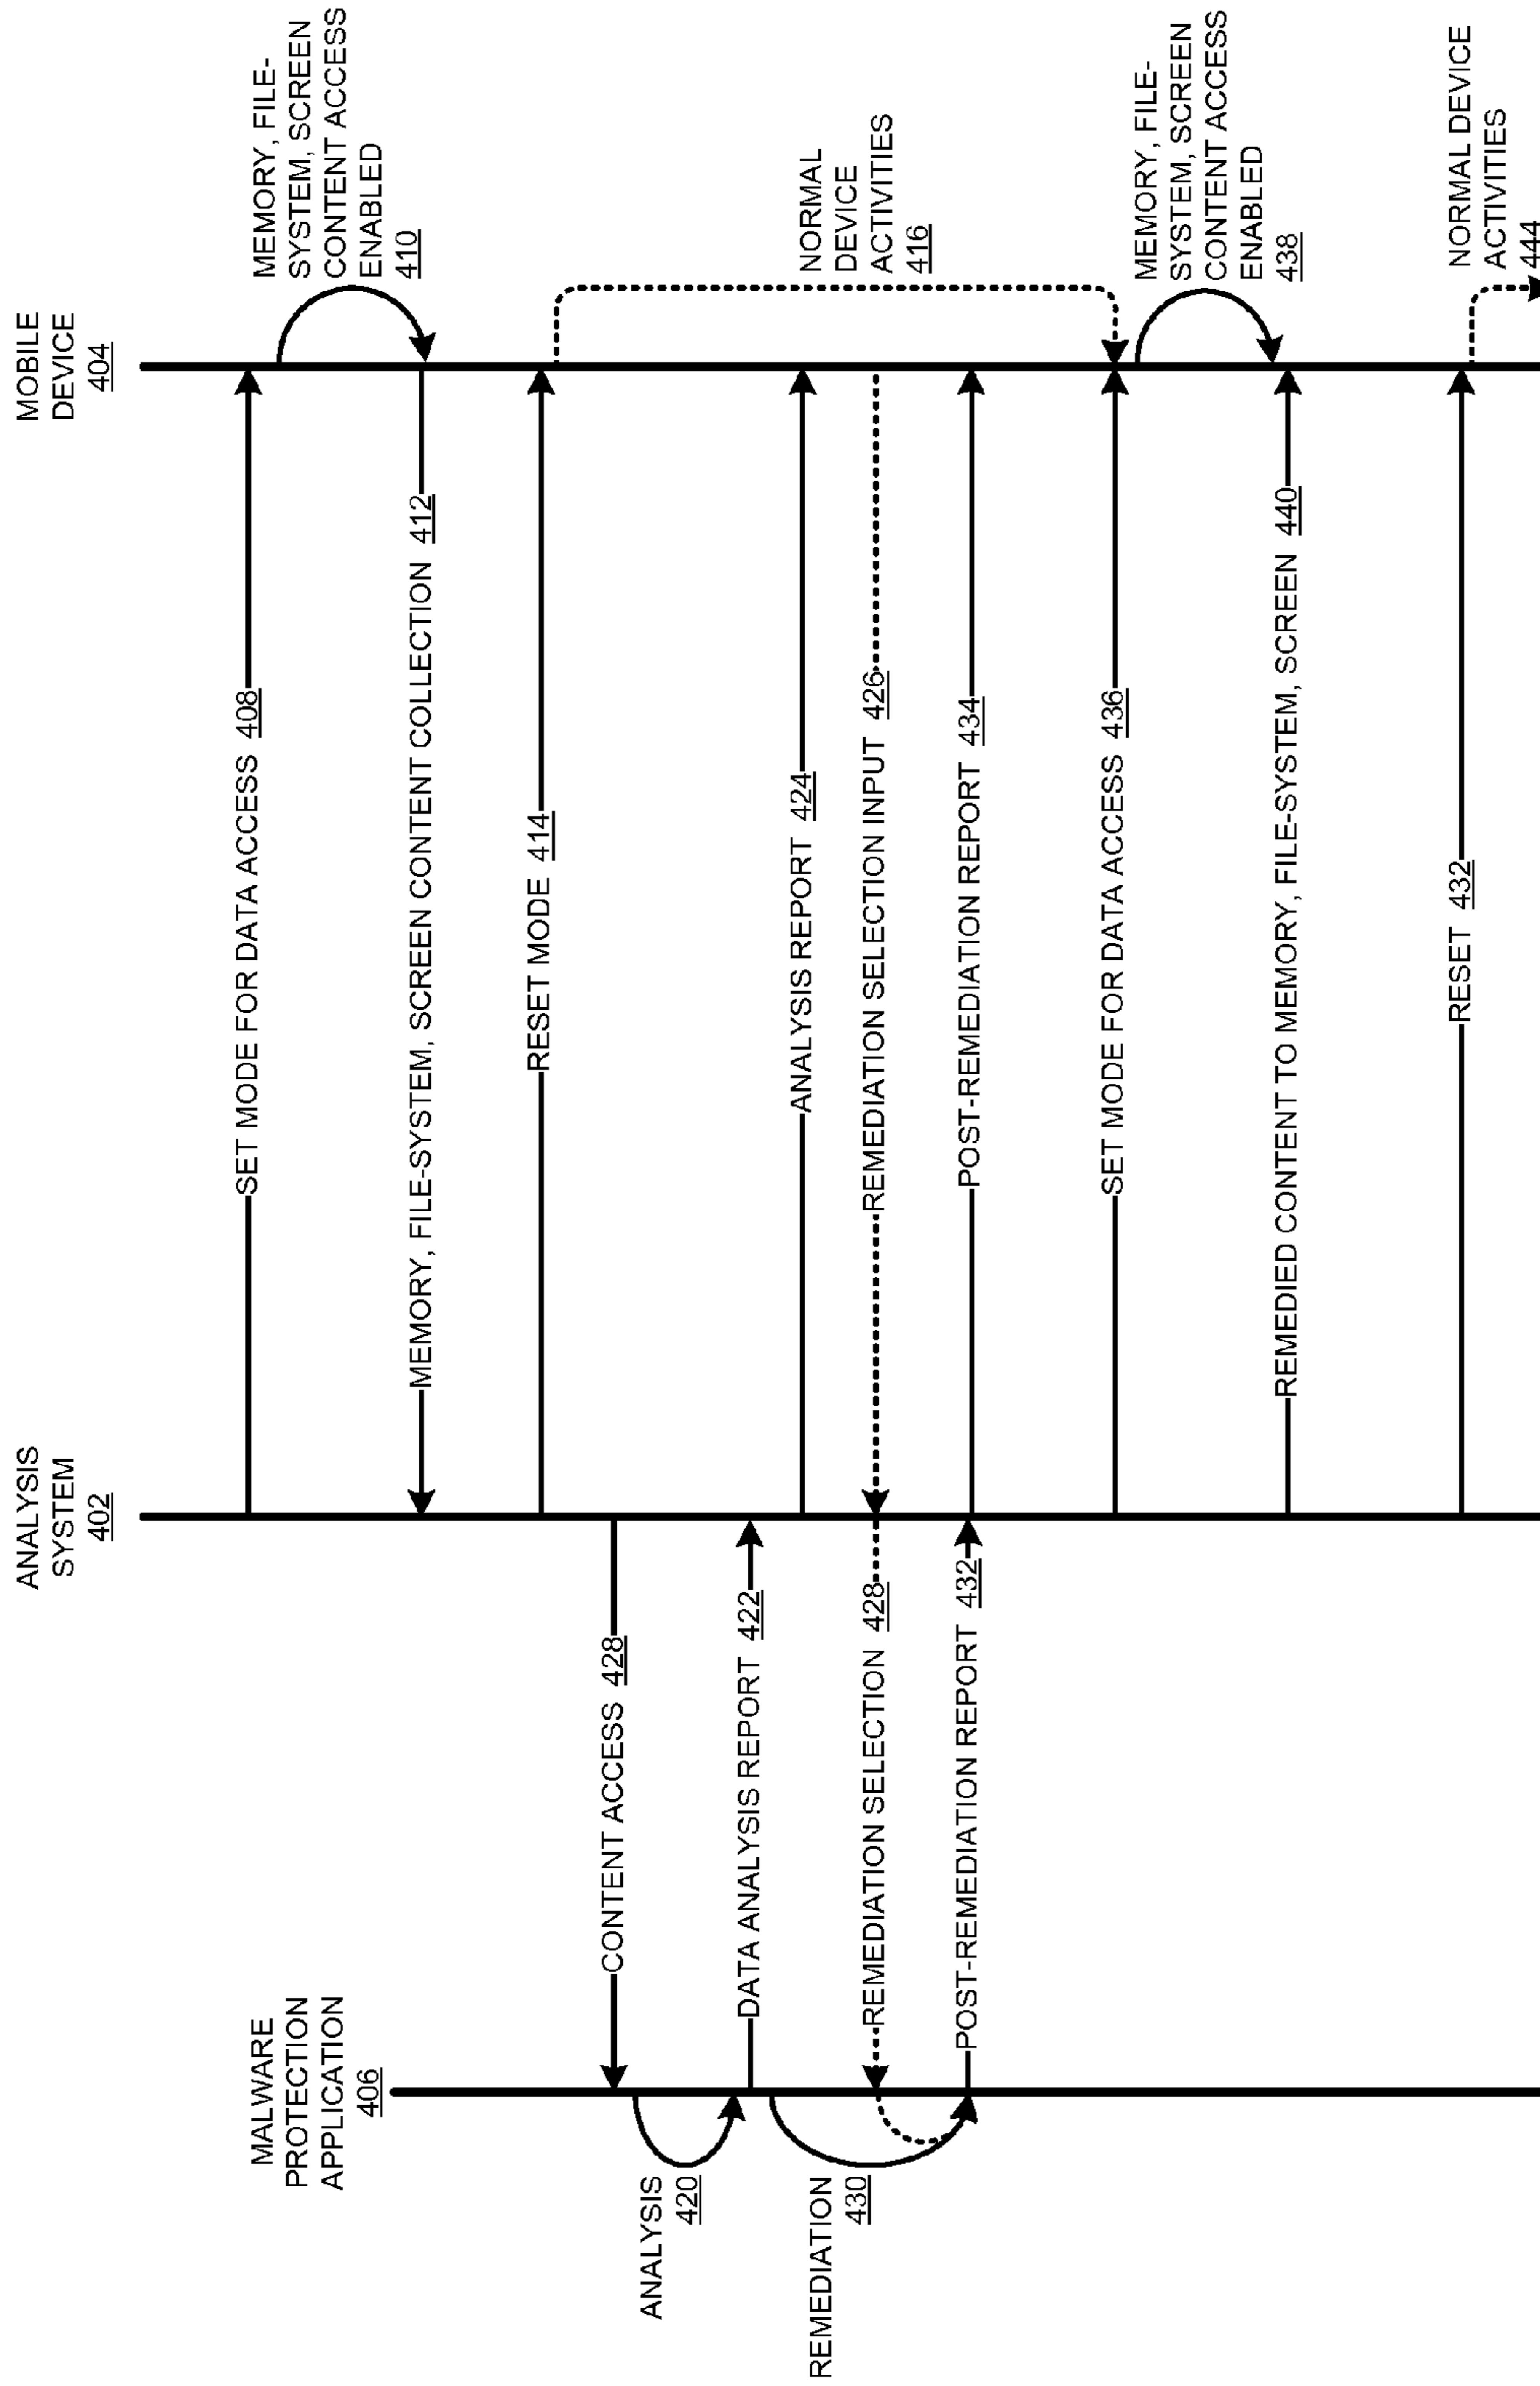 MALWARE
PROTECTION
APPLICATION
406
ANALYSIS
SYSTEM
402
MOBILE
DEVICE
404
SET MODE FOR DATA ACCESS 408
MEMORY, FILE-
SYSTEM, SCREEN
CONTENT ACCESS
ENABLED
410
MEMORY, FILE-SYSTEM, SCREEN CONTENT COLLECTION 412
RESET MODE 414
CONTENT ACCESS 428
ANALYSIS
420
DATA ANALYSIS REPORT 422
ANALYSIS REPORT 424
NORMAL
DEVICE
ACTIVITIES
416
REMEDIATION
430
REMEDIATION SELECTION 428
REMEDIATION SELECTION INPUT 426
POST-REMEDIATION REPORT 432
POST-REMEDIATION REPORT 434
SET MODE FOR DATA ACCESS 436
MEMORY, FILE-
SYSTEM, SCREEN
CONTENT ACCESS
ENABLED
438
REMEDIED CONTENT TO MEMORY, FILE-SYSTEM, SCREEN 440
RESET 432
NORMAL DEVICE
ACTIVITIES
444